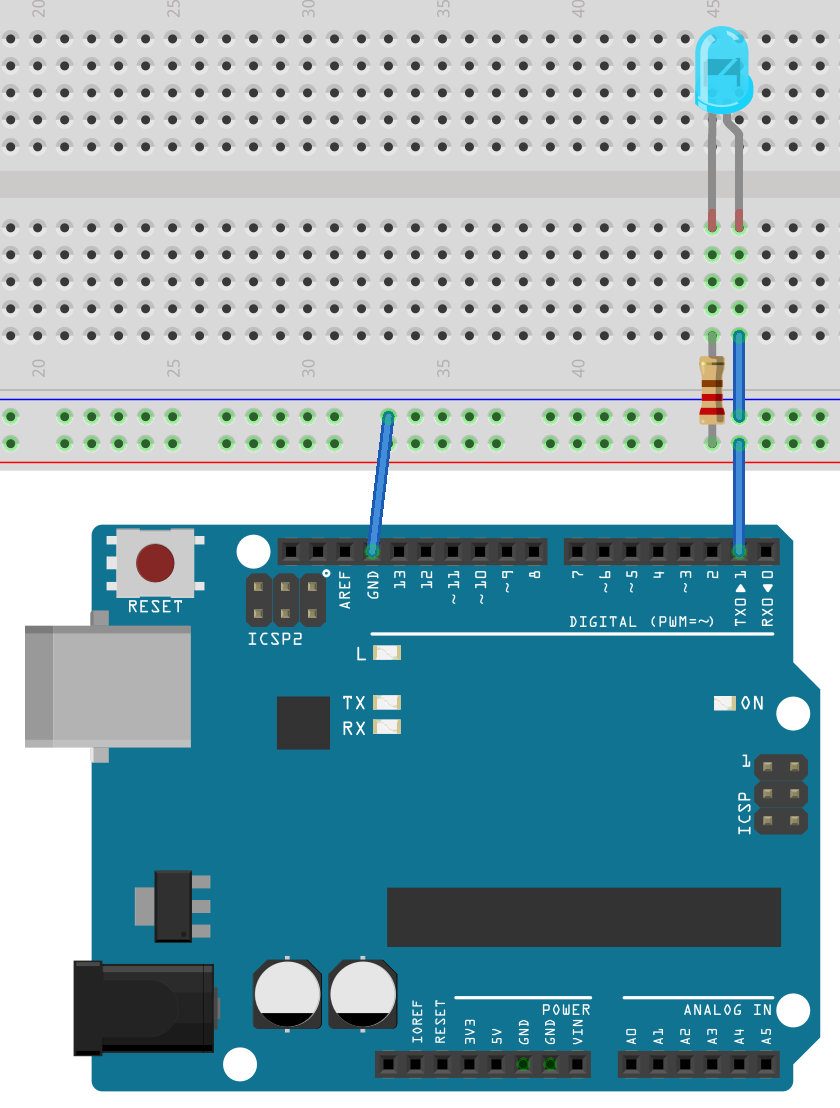 20 25 30 35 40 45
20 25 30 35 40
RESET
ICSP2
AREF
GND
13
12
~11
~10
~9
8
7
~6
~5
4
~3
2
TX0▶1
RX0◀0
DIGITAL (PWM=~)
L
TX
RX
ON
1
ICSP
IOREF
RESET
3V3
5V
GND
GND
VIN
POWER
A0
A1
A2
A3
A4
A5
ANALOG IN